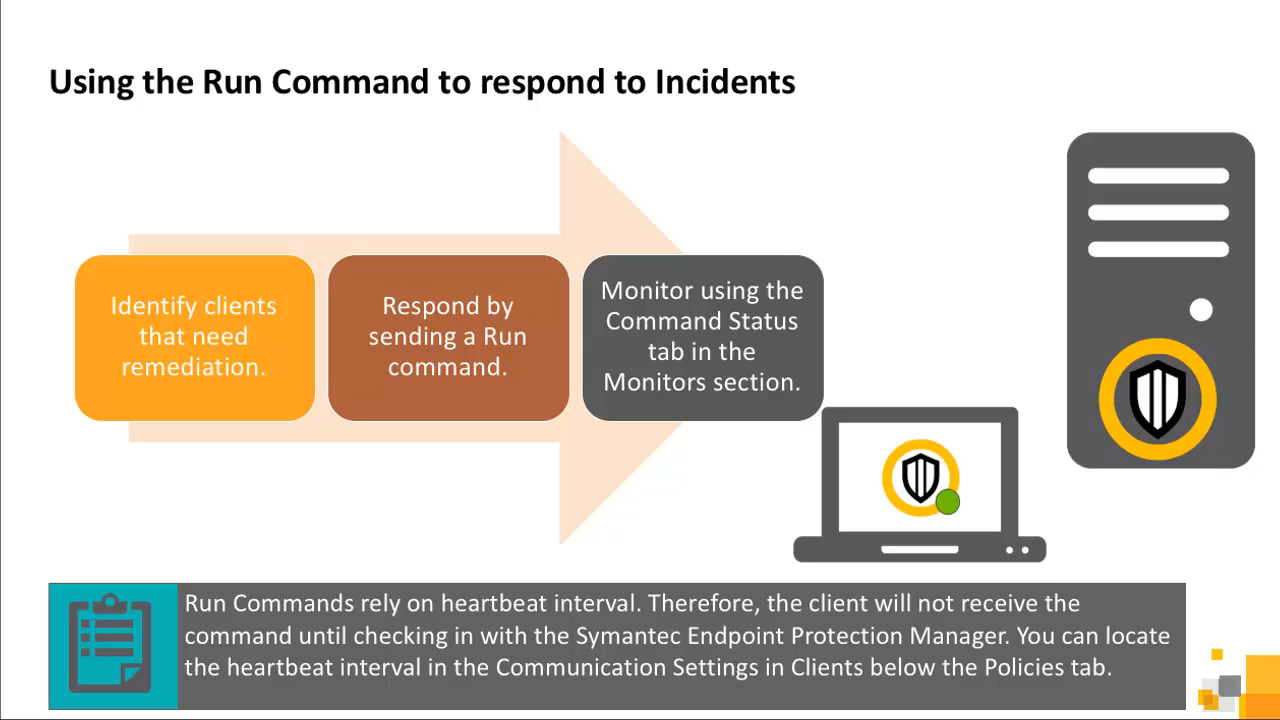 Using the Run Command to respond to Incidents
Identify clients
that need
remediation.
Respond by
sending a Run
command.
Monitor using the
Command Status
tab in the
Monitors section.
Run Commands rely on heartbeat interval. Therefore, the client will not receive the
command until checking in with the Symantec Endpoint Protection Manager. You can locate
the heartbeat interval in the Communication Settings in Clients below the Policies tab.